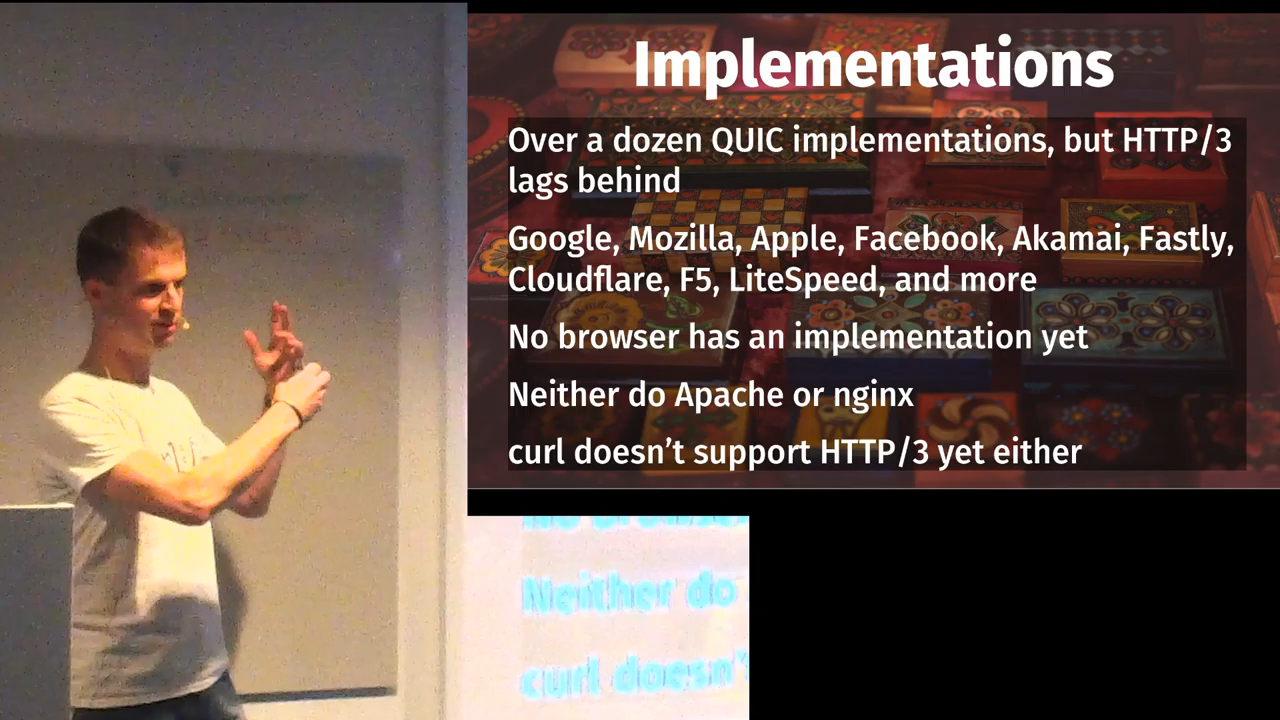 Implementations
Over a dozen QUIC implementations, but HTTP/3
lags behind
Google, Mozilla, Apple, Facebook, Akamai, Fastly,
Cloudflare, F5, LiteSpeed, and more
No browser has an implementation yet
Neither do Apache or nginx
curl doesn’t support HTTP/3 yet either
No browser
Neither do
curl doesn’t